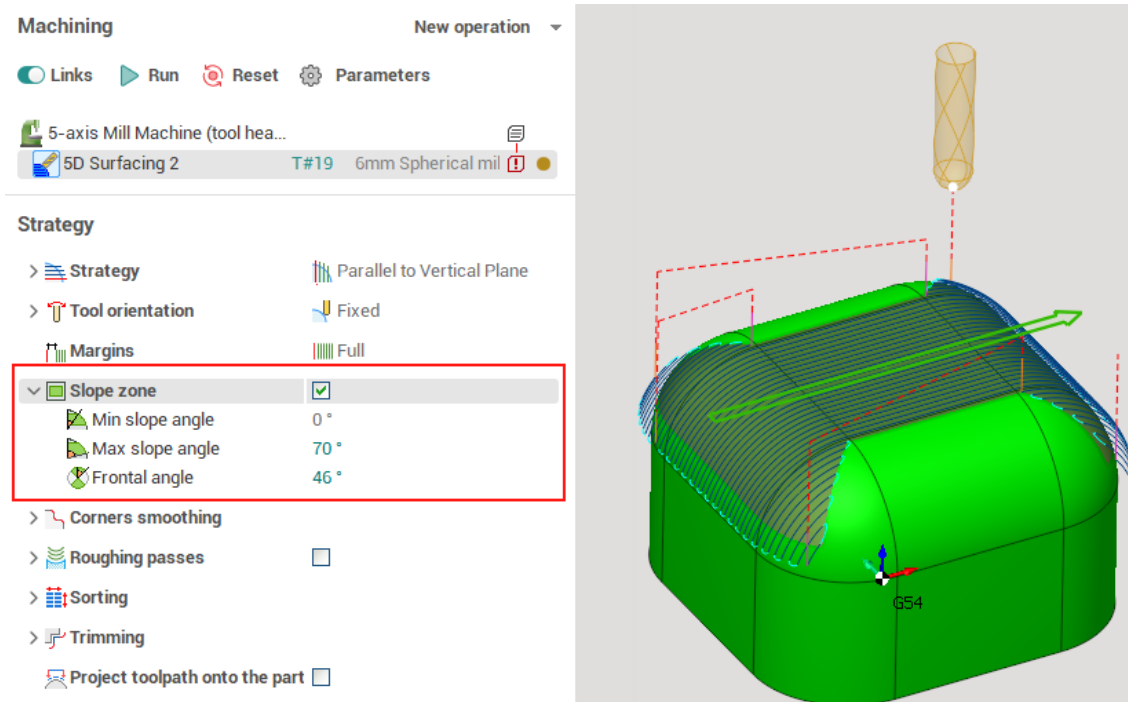 Machining New operation
Links Run Reset Parameters
5-axis Mill Machine (tool hea...
5D Surfacing 2 T#19 6mm Spherical mil
Strategy
Strategy Parallel to Vertical Plane
Tool orientation Fixed
Margins Full
Slope zone
Min slope angle 0 °
Max slope angle 70 °
Frontal angle 46 °
Corners smoothing
Roughing passes
Sorting
Trimming
Project toolpath onto the part
G54